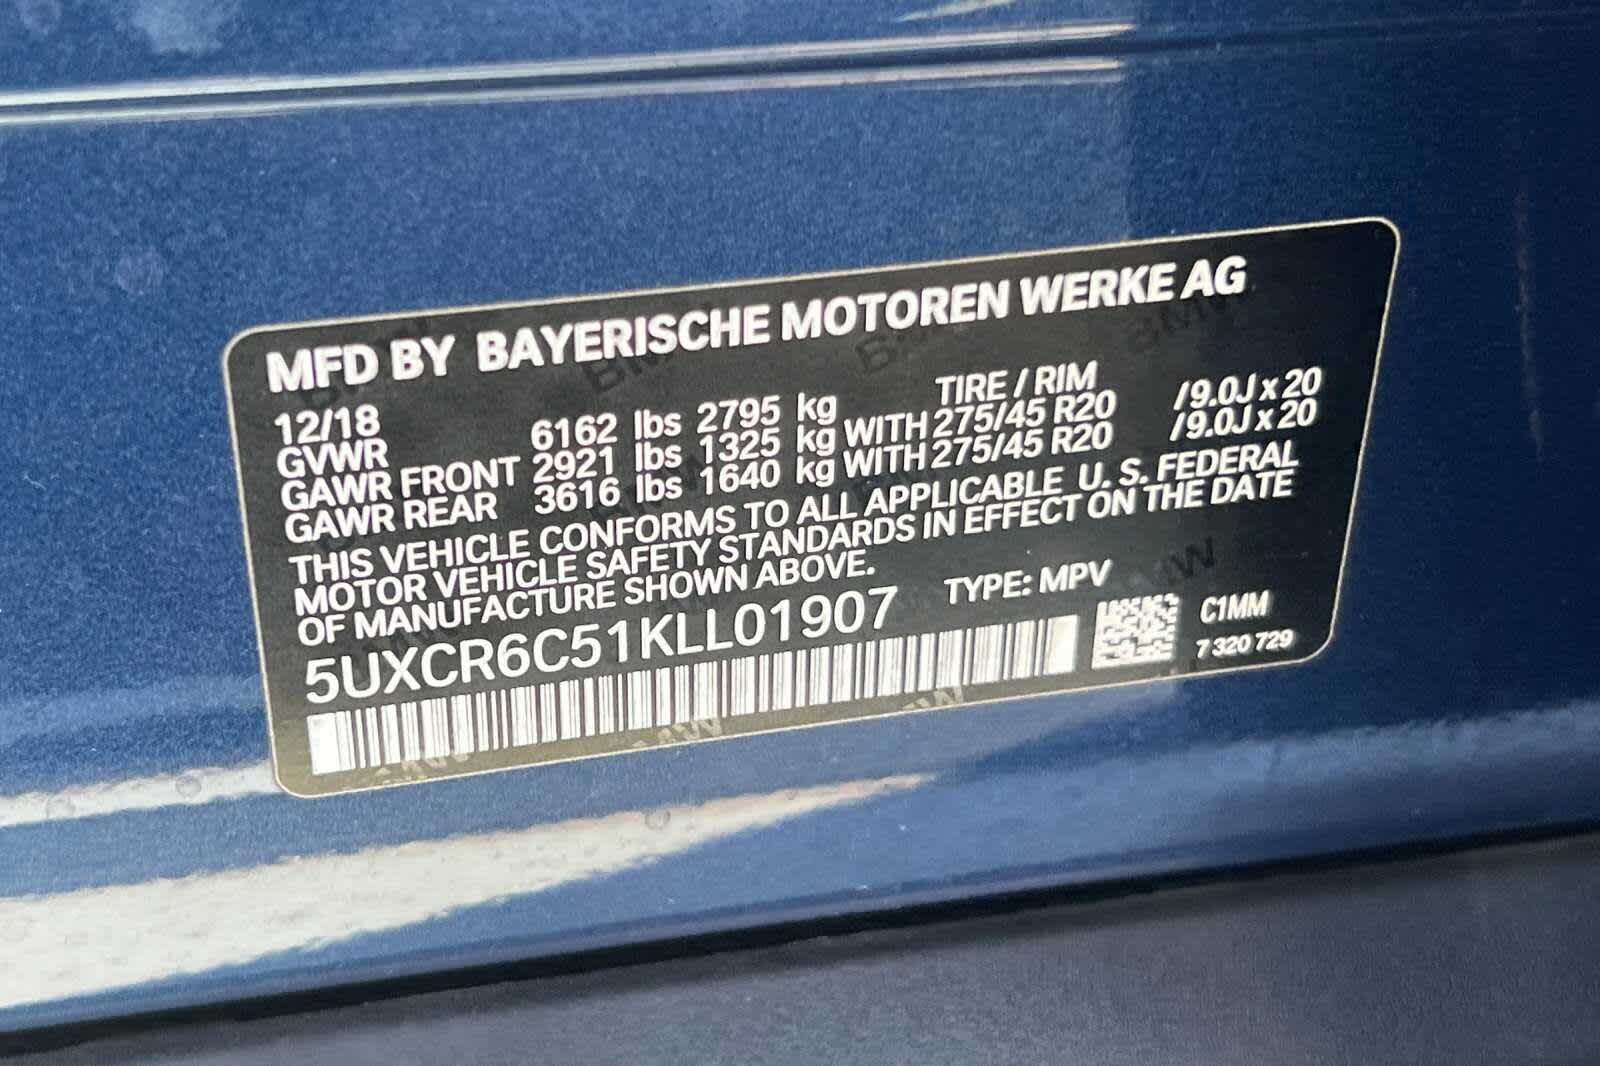 MFD BY BAYERISCHE MOTOREN WERKE AG
12/18 TIRE / RIM
GVWR 6162 lbs 2795 kg
GAWR FRONT 2921 lbs 1325 kg WITH 275/45 R20 /9.0J x 20
GAWR REAR 3616 lbs 1640 kg WITH 275/45 R20 /9.0J x 20
THIS VEHICLE CONFORMS TO ALL APPLICABLE U. S. FEDERAL
MOTOR VEHICLE SAFETY STANDARDS IN EFFECT ON THE DATE
OF MANUFACTURE SHOWN ABOVE.
5UXCR6C51KLL01907 TYPE: MPV
C1MM
7 320 729
BMW